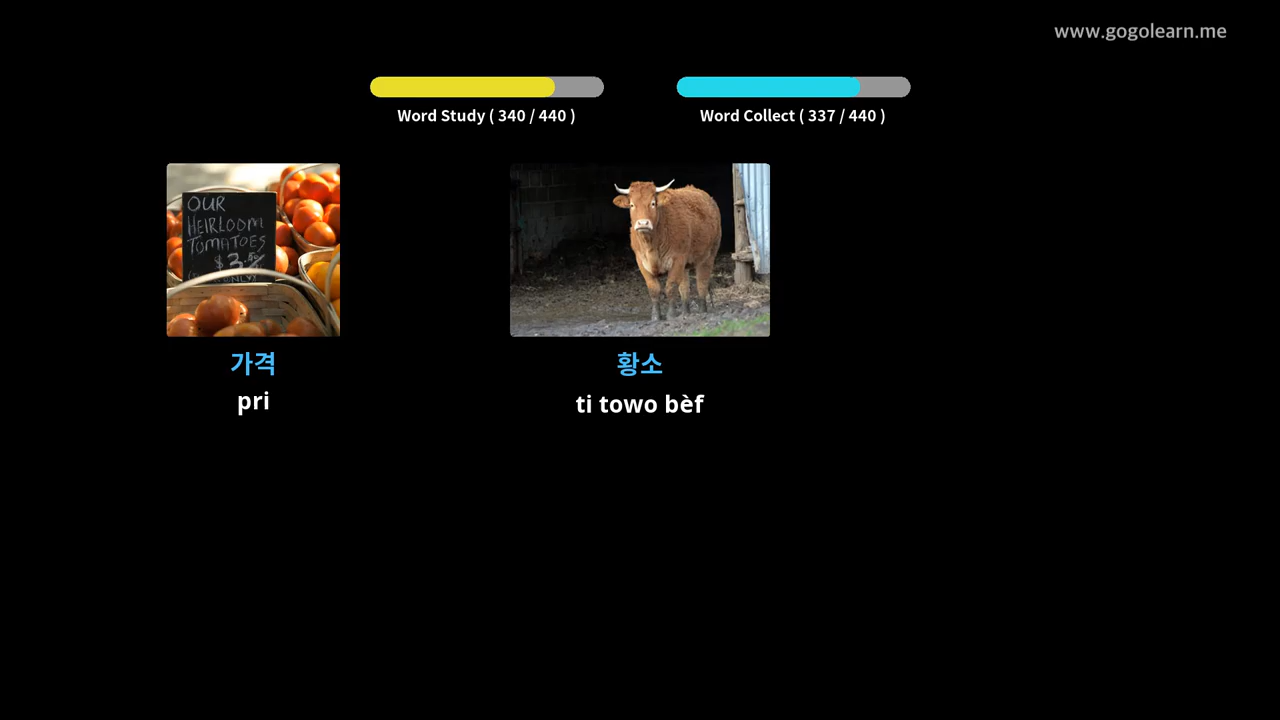 www.gogolearn.me
Word Study ( 340 / 440 )
Word Collect ( 337 / 440 )
OUR
HEIRLOOM
TOMATOES
가격
pri
황소
ti towo bèf